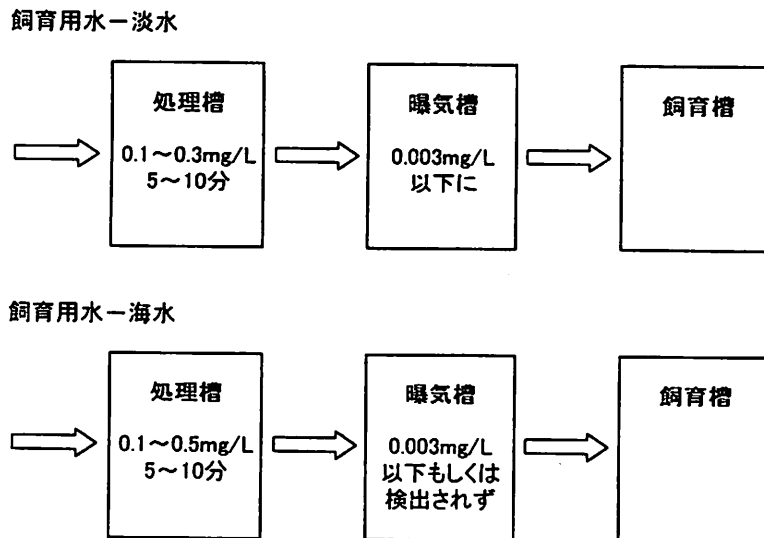 飼育用水－淡水
処理槽
0.1～0.3mg/L
5～10分
曝気槽
0.003mg/L
以下に
飼育槽
飼育用水－海水
処理槽
0.1～0.5mg/L
5～10分
曝気槽
0.003mg/L
以下もしくは
検出されず
飼育槽